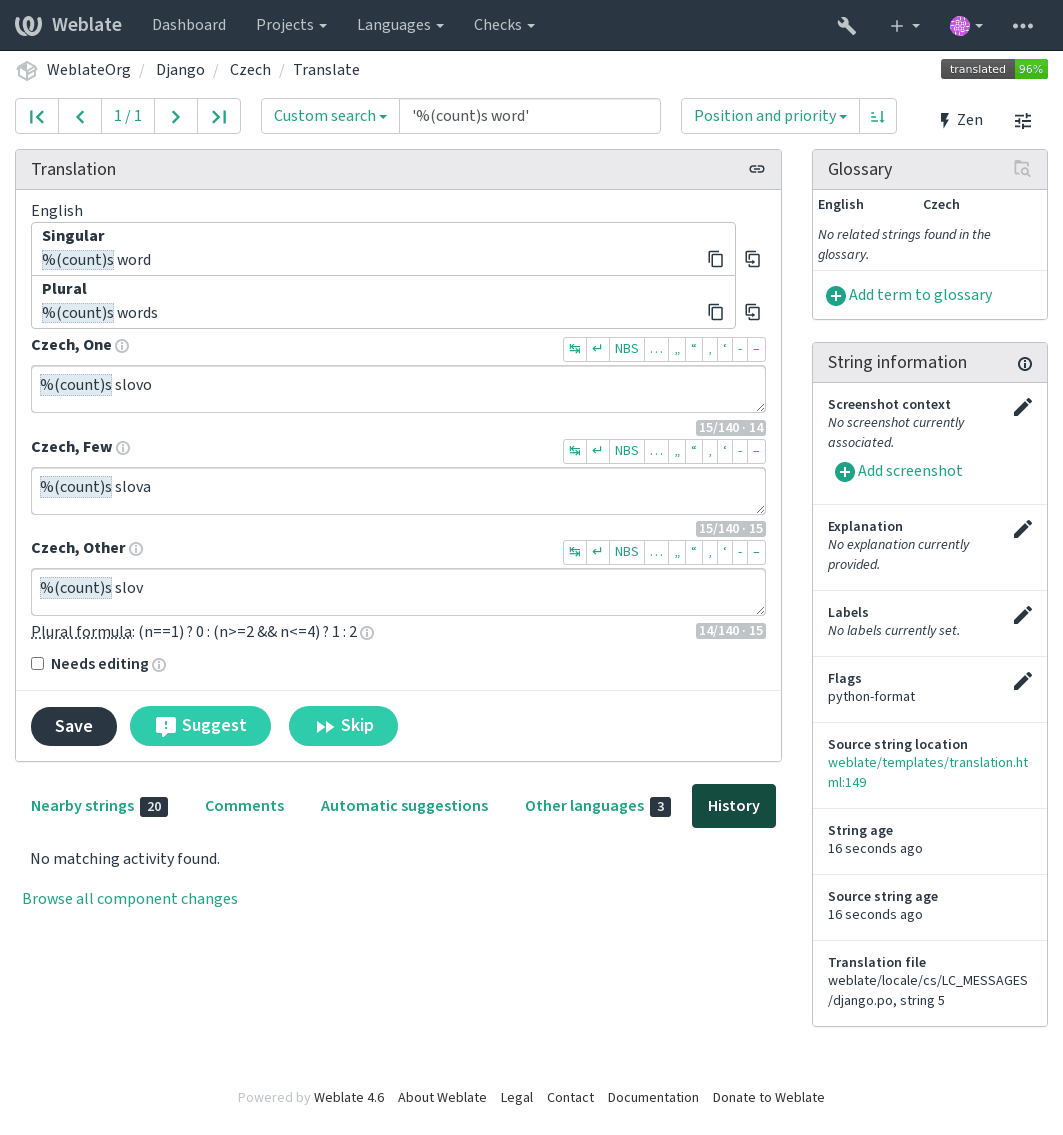 Weblate Dashboard Projects Languages Checks
WeblateOrg / Django / Czech / Translate translated 96%
1 / 1 Custom search '%(count)s word' Position and priority Zen
Translation
English
Singular
%(count)s word
Plural
%(count)s words
Czech, One ↹ ↵ NBS … „ “ ‚ ‘ - –
%(count)s slovo
15/140 · 14
Czech, Few ↹ ↵ NBS … „ “ ‚ ‘ - –
%(count)s slova
15/140 · 15
Czech, Other ↹ ↵ NBS … „ “ ‚ ‘ - –
%(count)s slov
Plural formula: (n==1) ? 0 : (n>=2 && n<=4) ? 1 : 2 14/140 · 15
Needs editing
Save Suggest Skip
Nearby strings 20 Comments Automatic suggestions Other languages 3 History
No matching activity found.
Browse all component changes
Glossary
English Czech
No related strings found in the
glossary.
Add term to glossary
String information
Screenshot context
No screenshot currently
associated.
Add screenshot
Explanation
No explanation currently
provided.
Labels
No labels currently set.
Flags
python-format
Source string location
weblate/templates/translation.ht
ml:149
String age
16 seconds ago
Source string age
16 seconds ago
Translation file
weblate/locale/cs/LC_MESSAGES
/django.po, string 5
Powered by Weblate 4.6 About Weblate Legal Contact Documentation Donate to Weblate